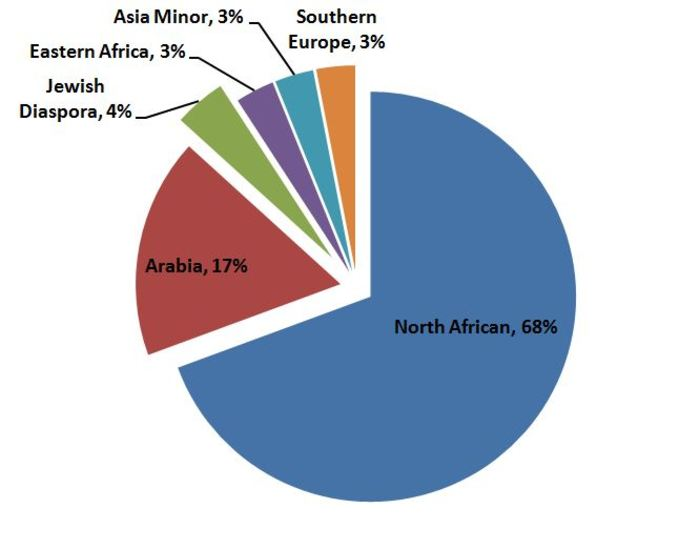 Asia Minor, 3%
Southern
Europe, 3%
Eastern Africa, 3%
Jewish
Diaspora, 4%
Arabia, 17%
North African, 68%